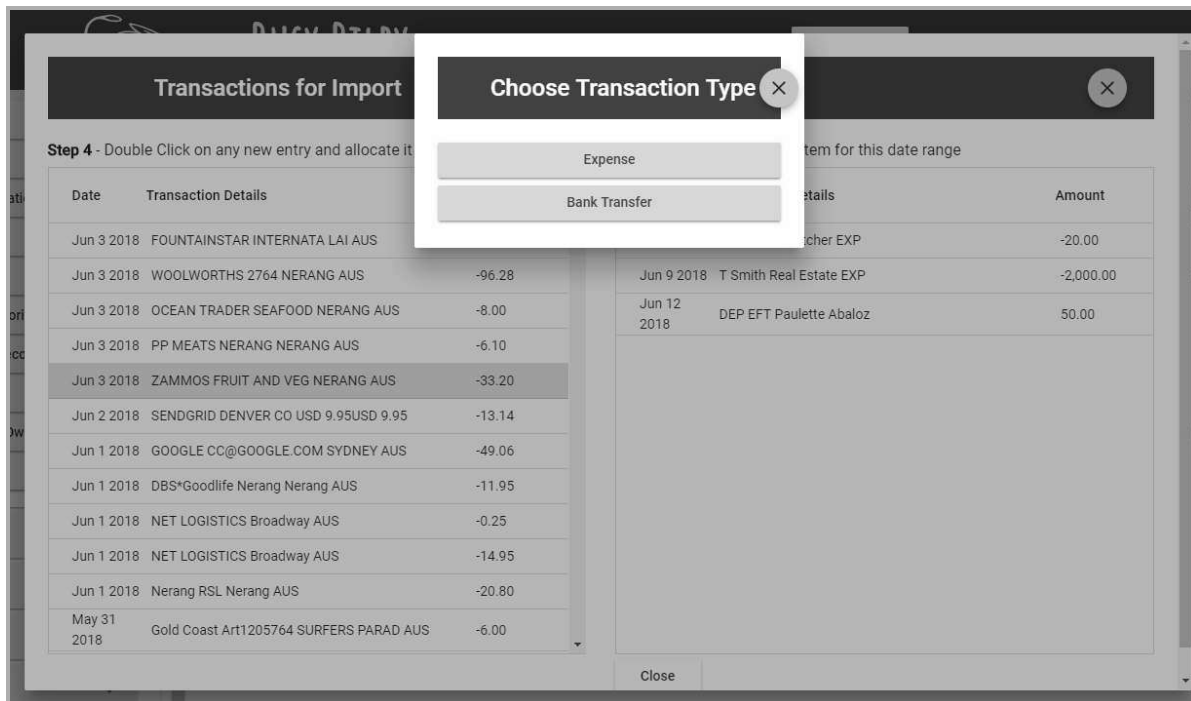 Transactions for Import
Choose Transaction Type
Step 4 - Double Click on any new entry and allocate it
tem for this date range
Expense
Bank Transfer
Date Transaction Details
etails Amount
Jun 3 2018 FOUNTAINSTAR INTERNATA LAI AUS
Jun 3 2018 WOOLWORTHS 2764 NERANG AUS -96.28
Jun 3 2018 OCEAN TRADER SEAFOOD NERANG AUS -8.00
Jun 3 2018 PP MEATS NERANG NERANG AUS -6.10
Jun 3 2018 ZAMMOS FRUIT AND VEG NERANG AUS -33.20
Jun 2 2018 SENDGRID DENVER CO USD 9.95USD 9.95 -13.14
Jun 1 2018 GOOGLE CC@GOOGLE.COM SYDNEY AUS -49.06
Jun 1 2018 DBS*Goodlife Nerang Nerang AUS -11.95
Jun 1 2018 NET LOGISTICS Broadway AUS -0.25
Jun 1 2018 NET LOGISTICS Broadway AUS -14.95
Jun 1 2018 Nerang RSL Nerang AUS -20.80
May 31
2018 Gold Coast Art1205764 SURFERS PARAD AUS -6.00
tcher EXP -20.00
Jun 9 2018 T Smith Real Estate EXP -2,000.00
Jun 12
2018 DEP EFT Paulette Abaloz 50.00
Close